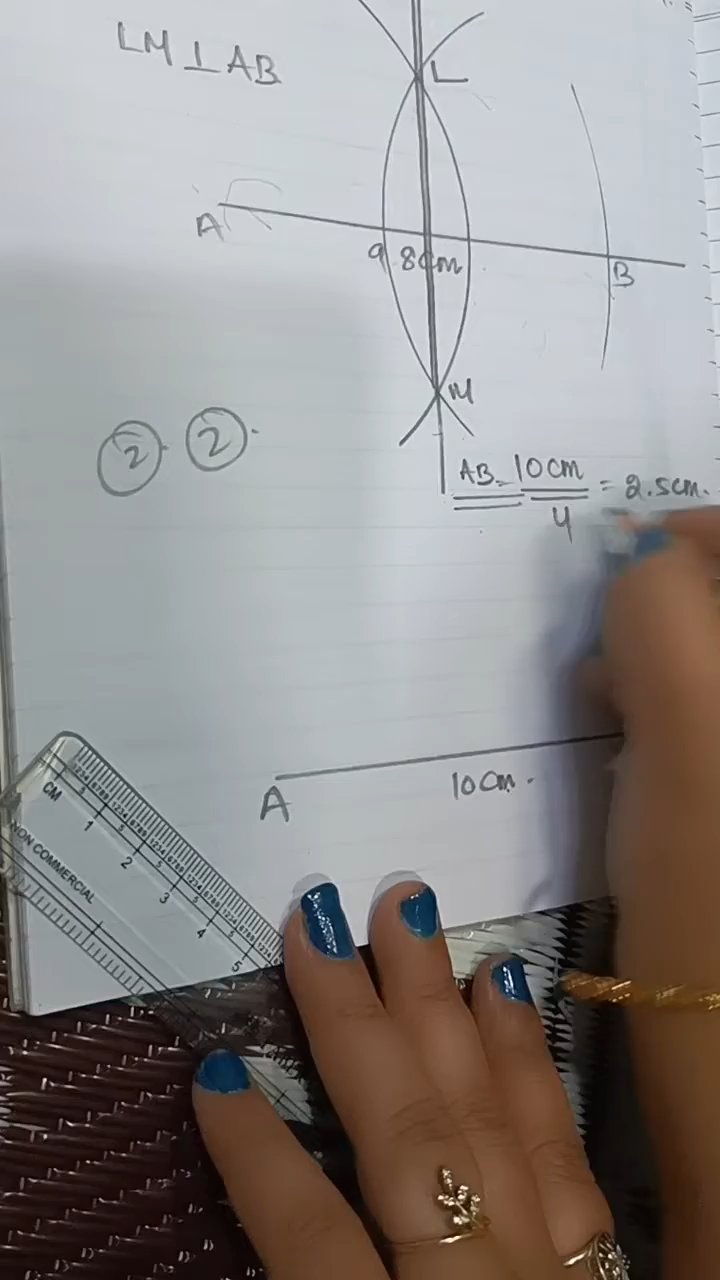 LM ⊥ AB
L
A
9.8cm
B
M
2. 2.
AB = 10cm/4 = 2.5cm.
A
10cm.
CM 1 2 3 4 5
NON COMMERCIAL